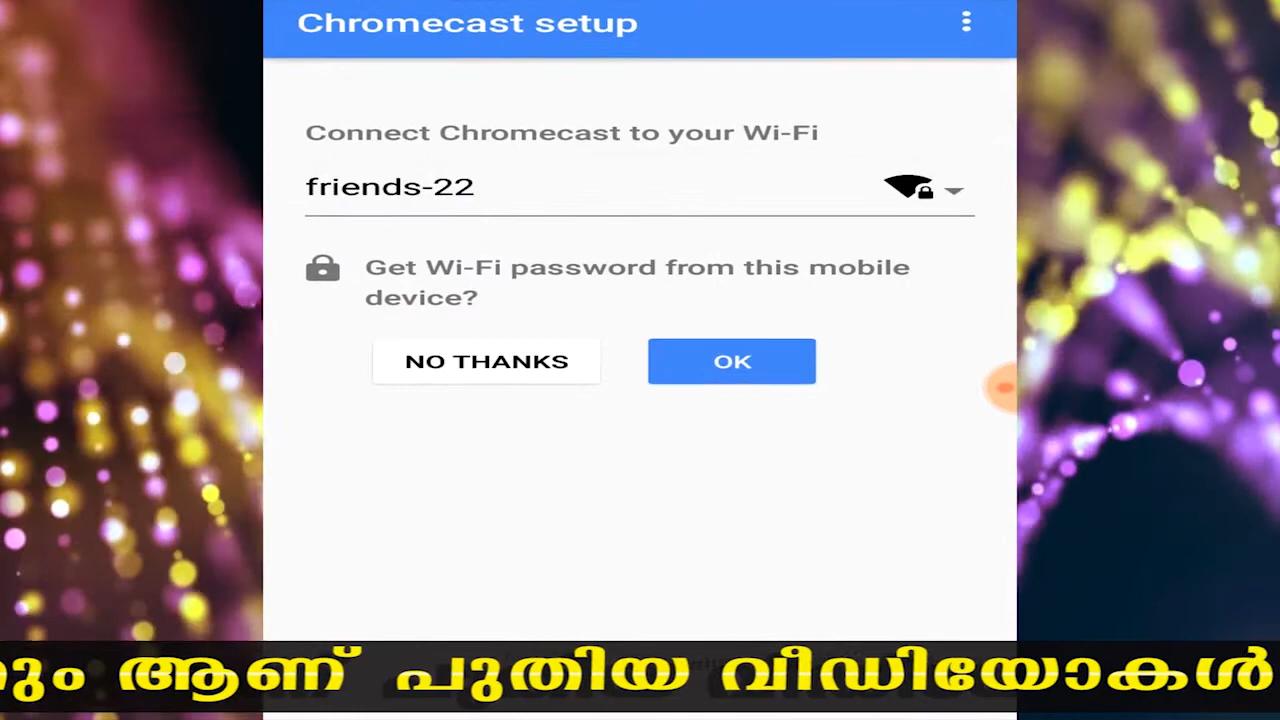 Chromecast setup
Connect Chromecast to your Wi-Fi
friends-22
Get Wi-Fi password from this mobile
device?
NO THANKS
OK
ആണ് പുതിയ വീഡിയോകൾ